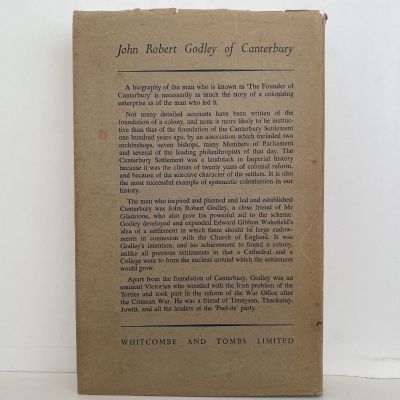 John Robert Godley of Canterbury
A biography of the man who is known as 'The Founder of
Canterbury' is necessarily as much the story of a colonizing
enterprise as of the man who led it.
Not many detailed accounts have been written of the
foundation of a colony, and none is more likely to be instruc-
tive than that of the foundation of the Canterbury Settlement
one hundred years ago, by an association which included two
archbishops, seven bishops, many Members of Parliament
and several of the leading philanthropists of that day. The
Canterbury Settlement was a landmark in Imperial history
because it was the climax of twenty years of colonial reform,
and because of the selective character of the settlers. It is also
the most successful example of systematic colonisation in our
history.
The man who inspired and planned and led and established
Canterbury was John Robert Godley, a close friend of Mr
Gladstone, who also gave his powerful aid to the scheme.
Godley developed and expanded Edward Gibbon Wakefield's
idea of a settlement in which there should be large endow-
ments in connexion with the Church of England. It was
Godley's intention, and his achievement to found a colony,
unlike all previous settlements in that a Cathedral and a
College were to form the nucleus around which the settlement
would grow.
Apart from the foundation of Canterbury, Godley was an
eminent Victorian who wrestled with the Irish problem of the
'forties and took part in the reform of the War Office after
the Crimean War. He was a friend of Tennyson, Thackeray,
Jowitt, and all the leaders of the 'Peel-ite' party.
WHITCOMBE AND TOMBS LIMITED